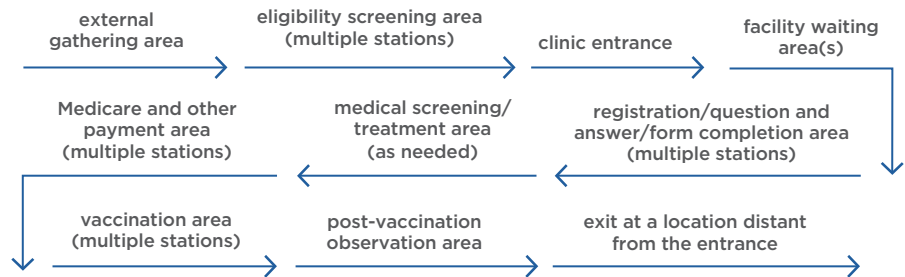 external
gathering area
eligibility screening area
(multiple stations)
clinic entrance
facility waiting
area(s)
Medicare and other
payment area
(multiple stations)
medical screening/
treatment area
(as needed)
registration/question and
answer/form completion area
(multiple stations)
vaccination area
(multiple stations)
post-vaccination
observation area
exit at a location distant
from the entrance